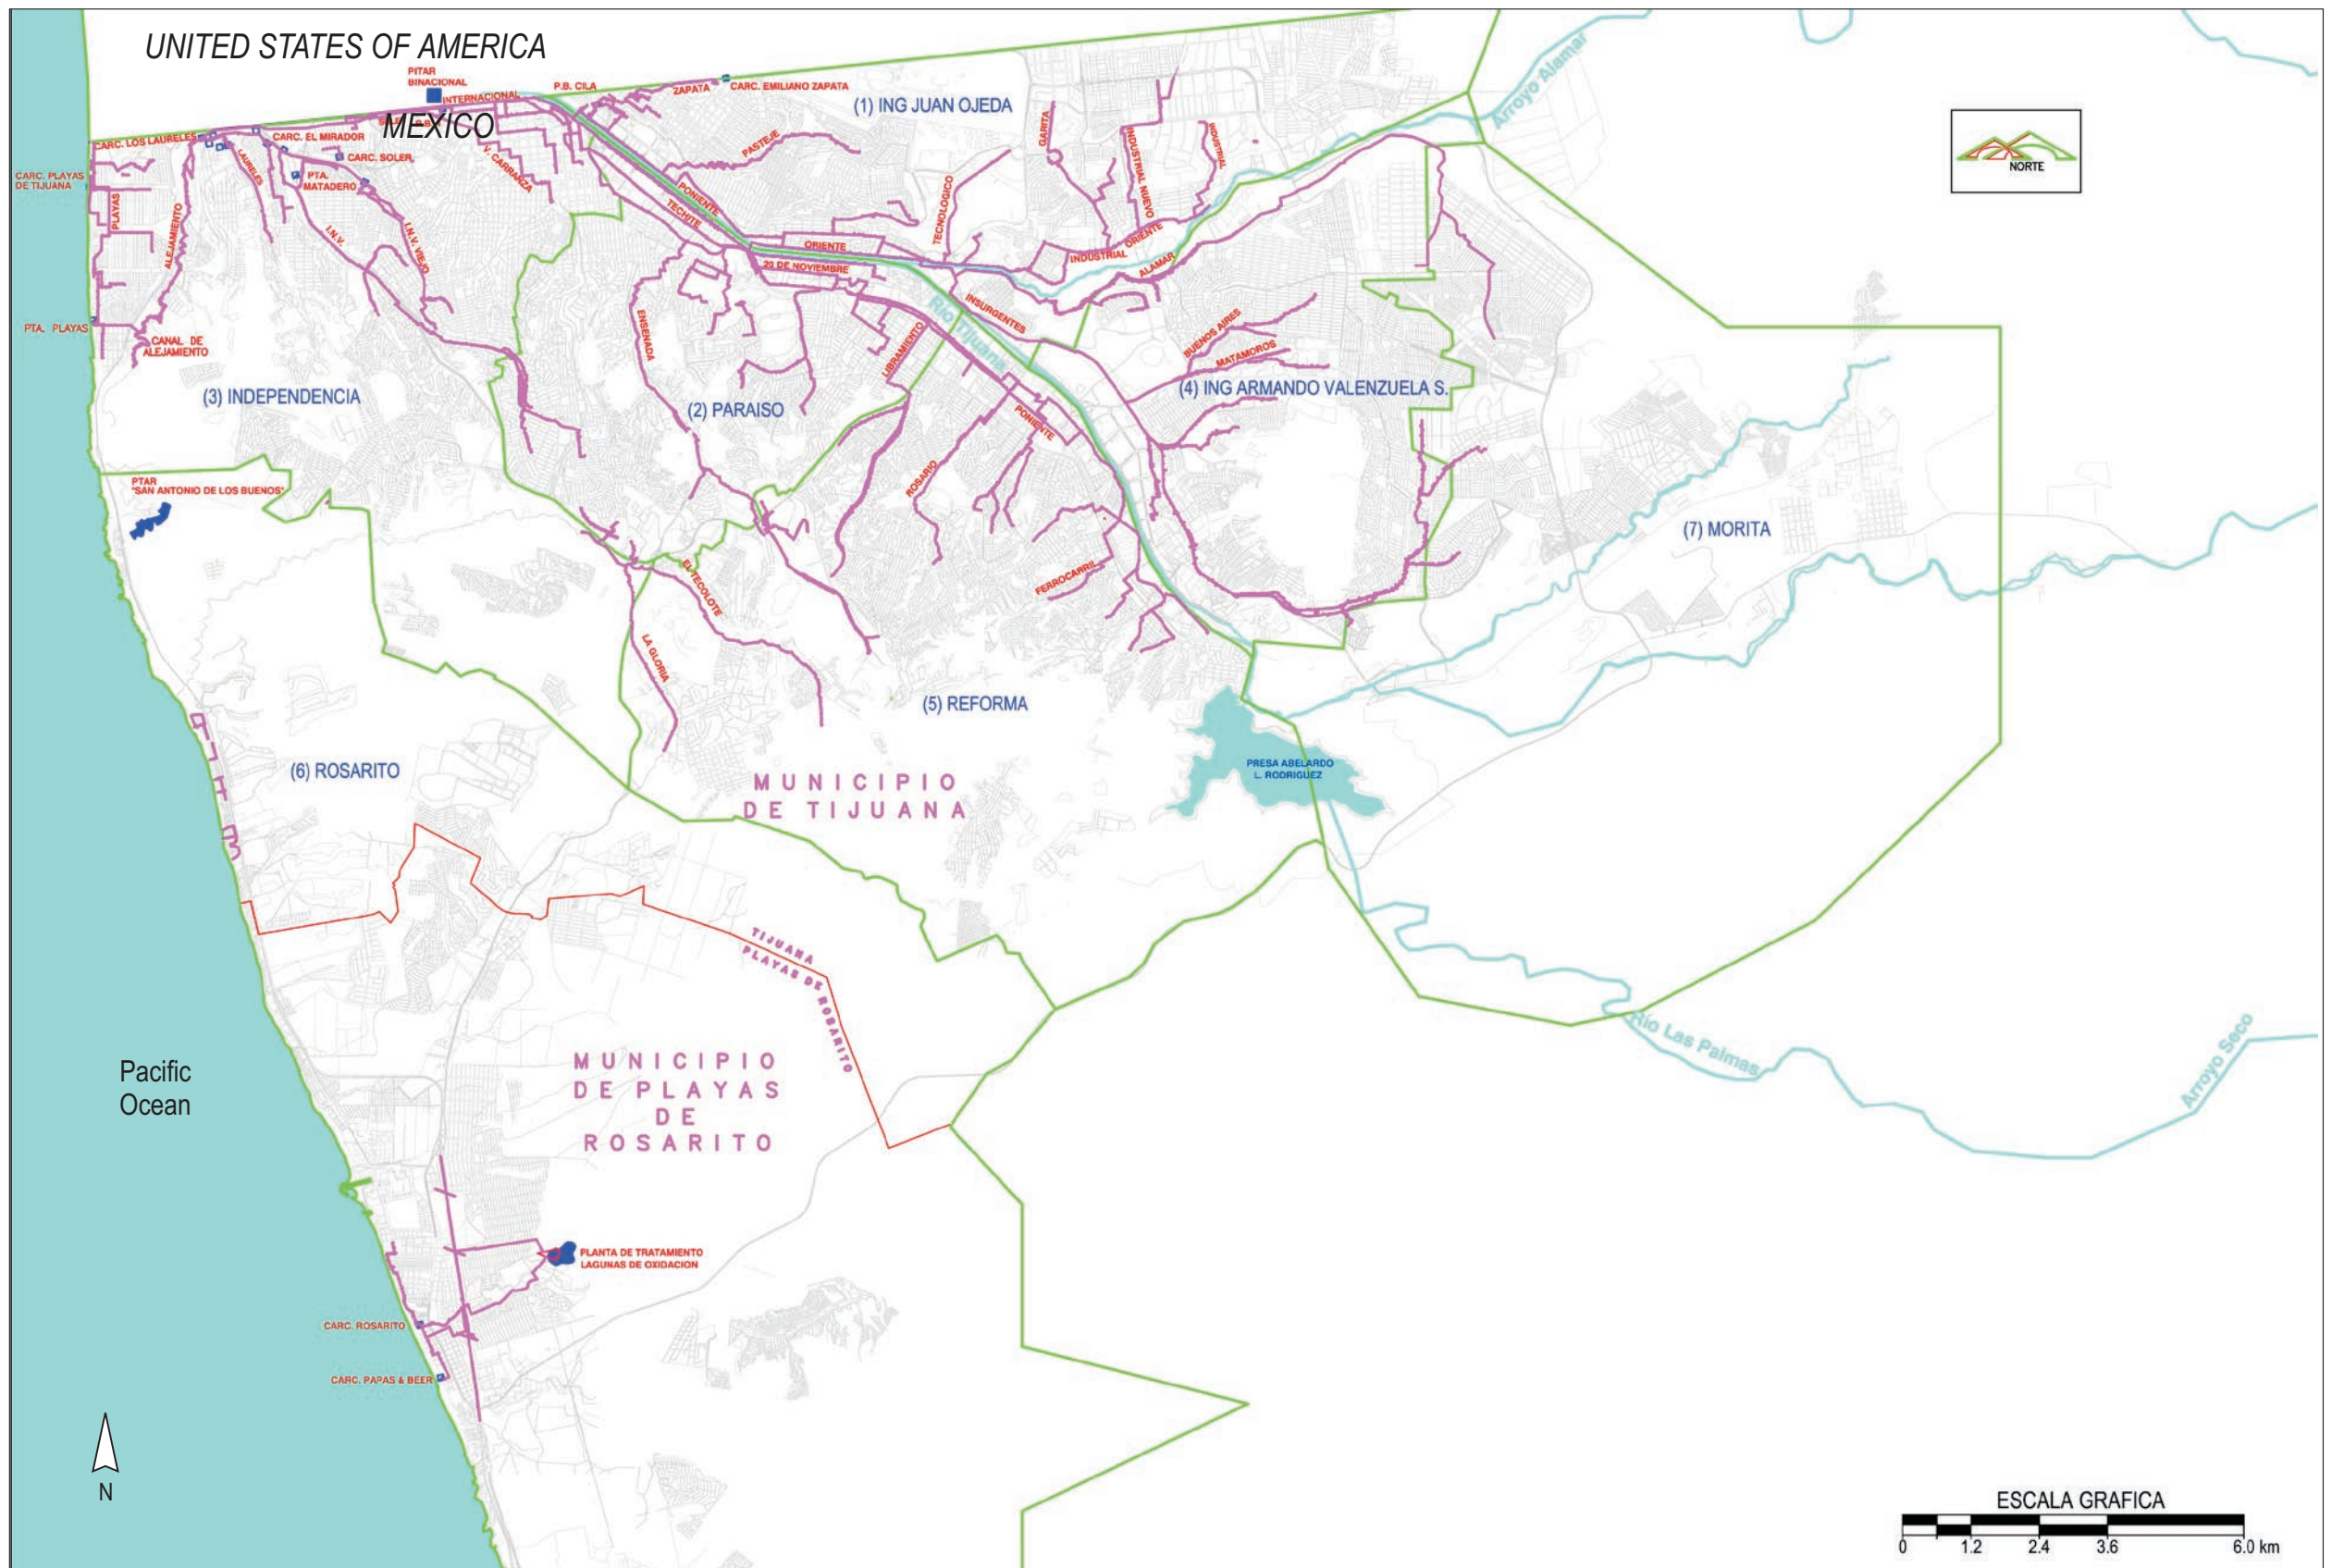 UNITED STATES OF AMERICA
PITAR
BINACIONAL
INTERNACIONAL
P.B. CILA
ZAPATA
CARC. EMILIANO ZAPATA
(1) ING JUAN OJEDA
Arroyo Alamar
NORTE
MEXICO
CARC. LOS LAURELES
CARC. EL MIRADOR
CARC. SOLER
LAURELES
PTA.
MATADERO
V. CARRANZA
PASTEJE
GARITA
INDUSTRIAL NUEVO
INDUSTRIAL
CARC. PLAYAS
DE TIJUANA
PLAYAS
ALEJAMIENTO
I.N.V.
I.N.V. VIEJO
PONIENTE
TECHITE
TECNOLOGICO
ORIENTE
20 DE NOVIEMBRE
INDUSTRIAL
ORIENTE
ALAMAR
PTA. PLAYAS
CANAL DE
ALEJAMIENTO
ENSENADA
LIBRAMIENTO
Río Tijuana
INSURGENTES
BUENOS AIRES
MATAMOROS
(3) INDEPENDENCIA
(2) PARAISO
(4) ING ARMANDO VALENZUELA S.
PONIENTE
ROSARIO
PTAR
"SAN ANTONIO DE LOS BUENOS"
(7) MORITA
EL TECOLOTE
FERROCARRIL
LA GLORIA
(5) REFORMA
(6) ROSARITO
MUNICIPIO
DE TIJUANA
PRESA ABELARDO
L. RODRIGUEZ
TIJUANA
PLAYAS DE ROSARITO
Río Las Palmas
Arroyo Seco
Pacific
Ocean
MUNICIPIO
DE PLAYAS
DE
ROSARITO
PLANTA DE TRATAMIENTO
LAGUNAS DE OXIDACION
CARC. ROSARITO
CARC. PAPAS & BEER
N
ESCALA GRAFICA
0 1.2 2.4 3.6 6.0 km